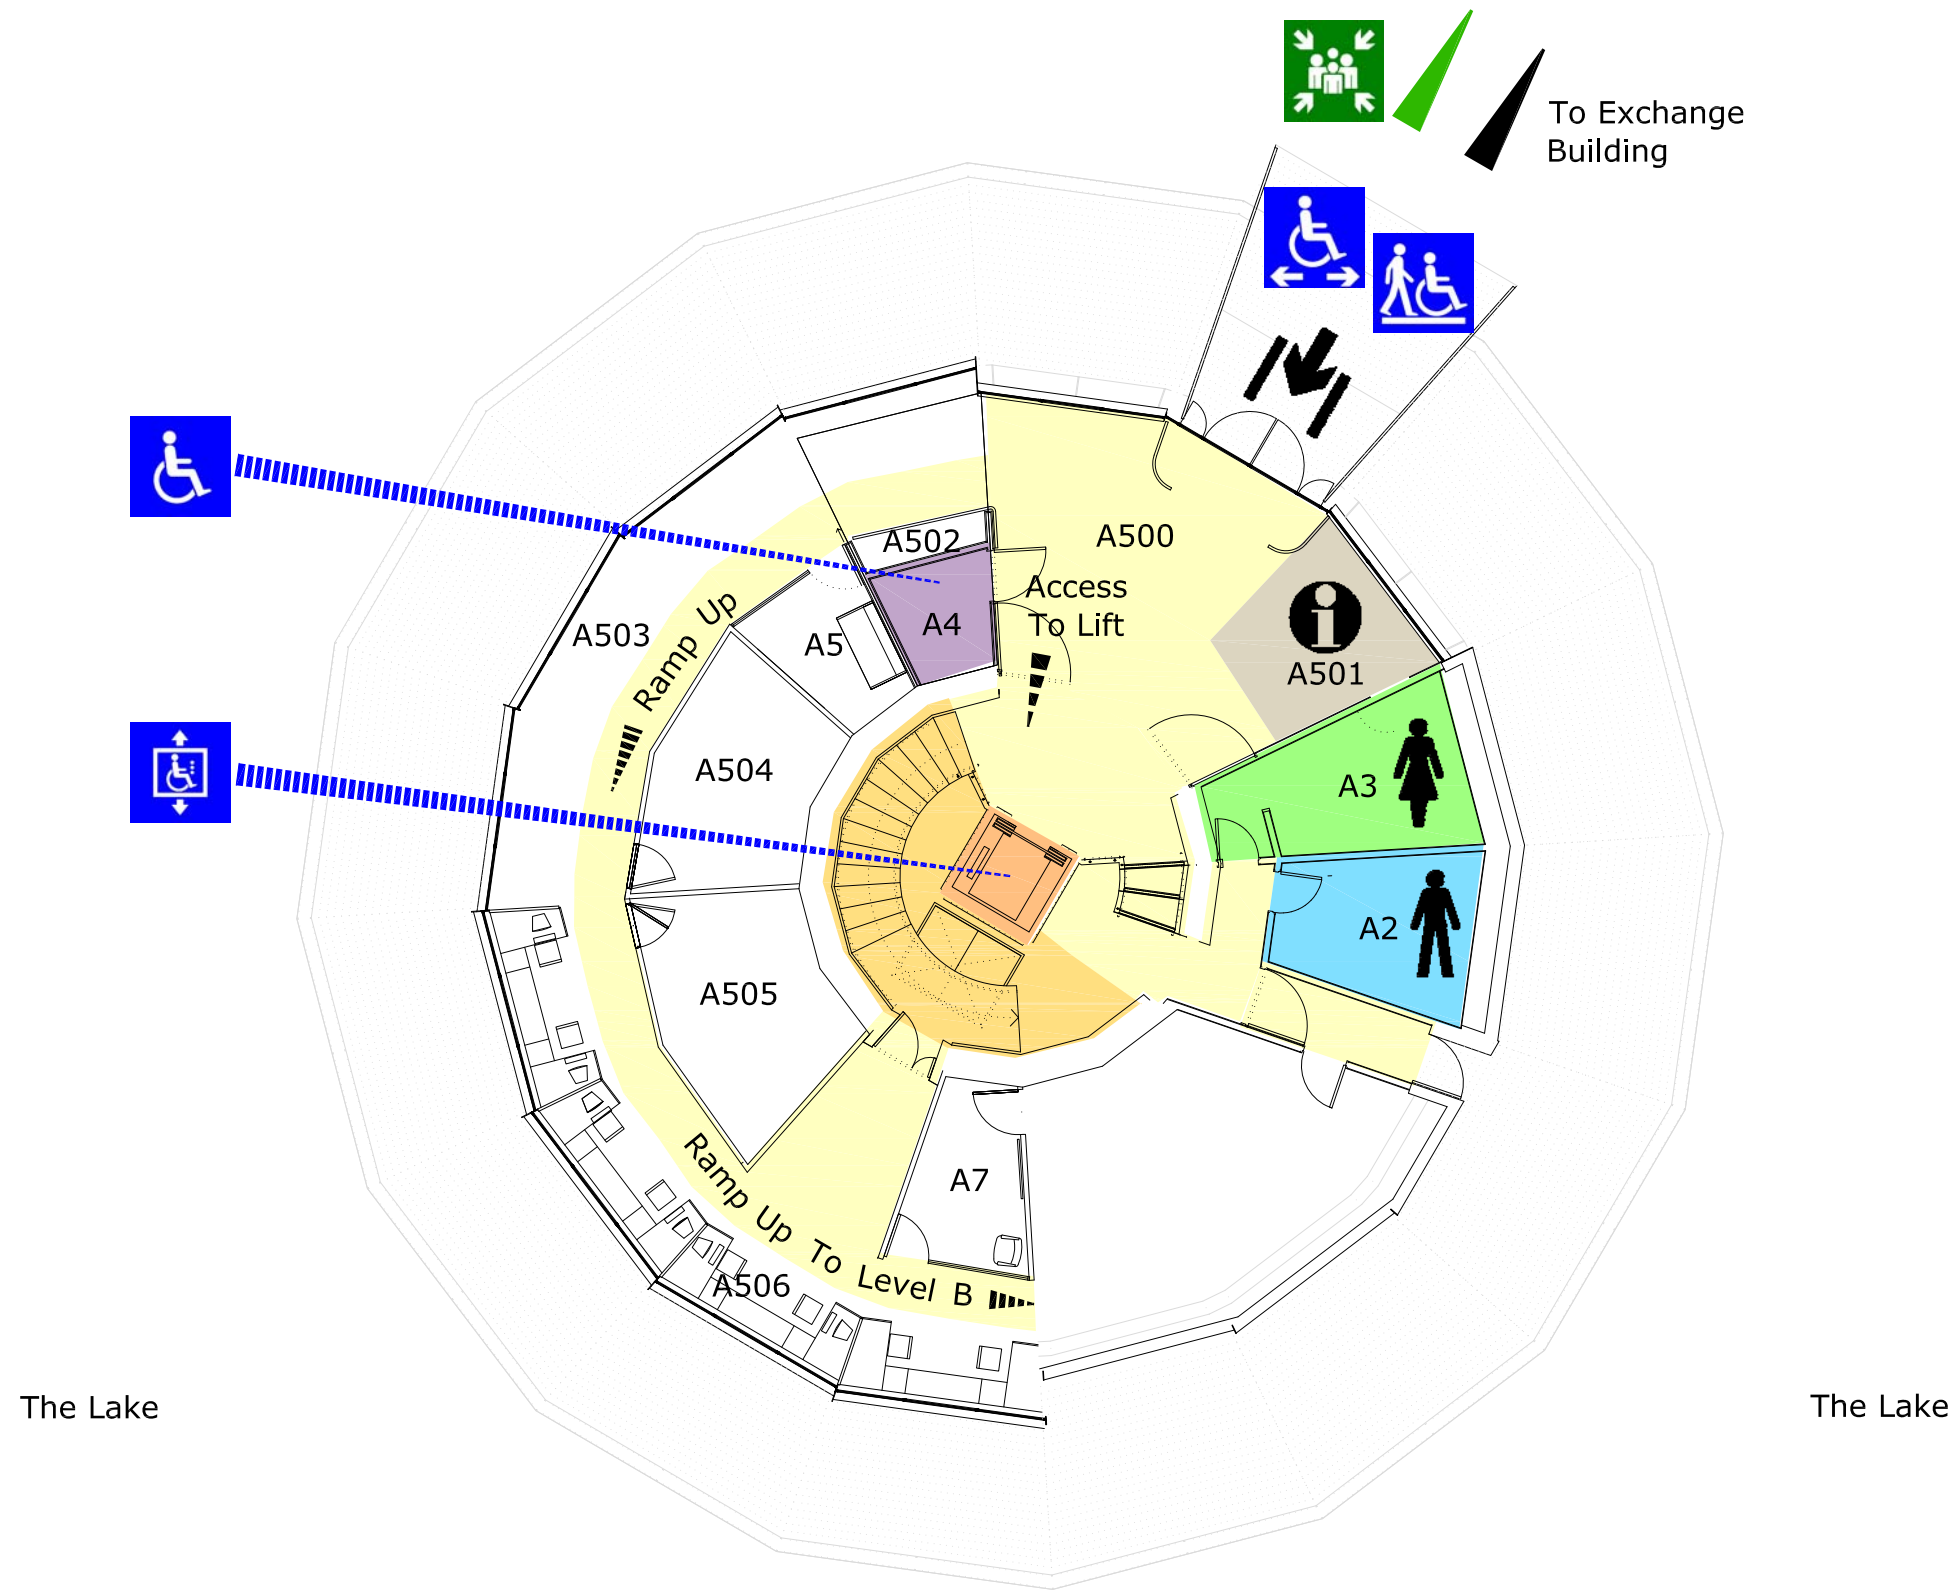 To Exchange
Building
A500
A502
Access
To Lift
A4
A5
A503
Ramp Up
A501
A504
A3
A2
A505
A7
Ramp Up To Level B
A506
The Lake
The Lake